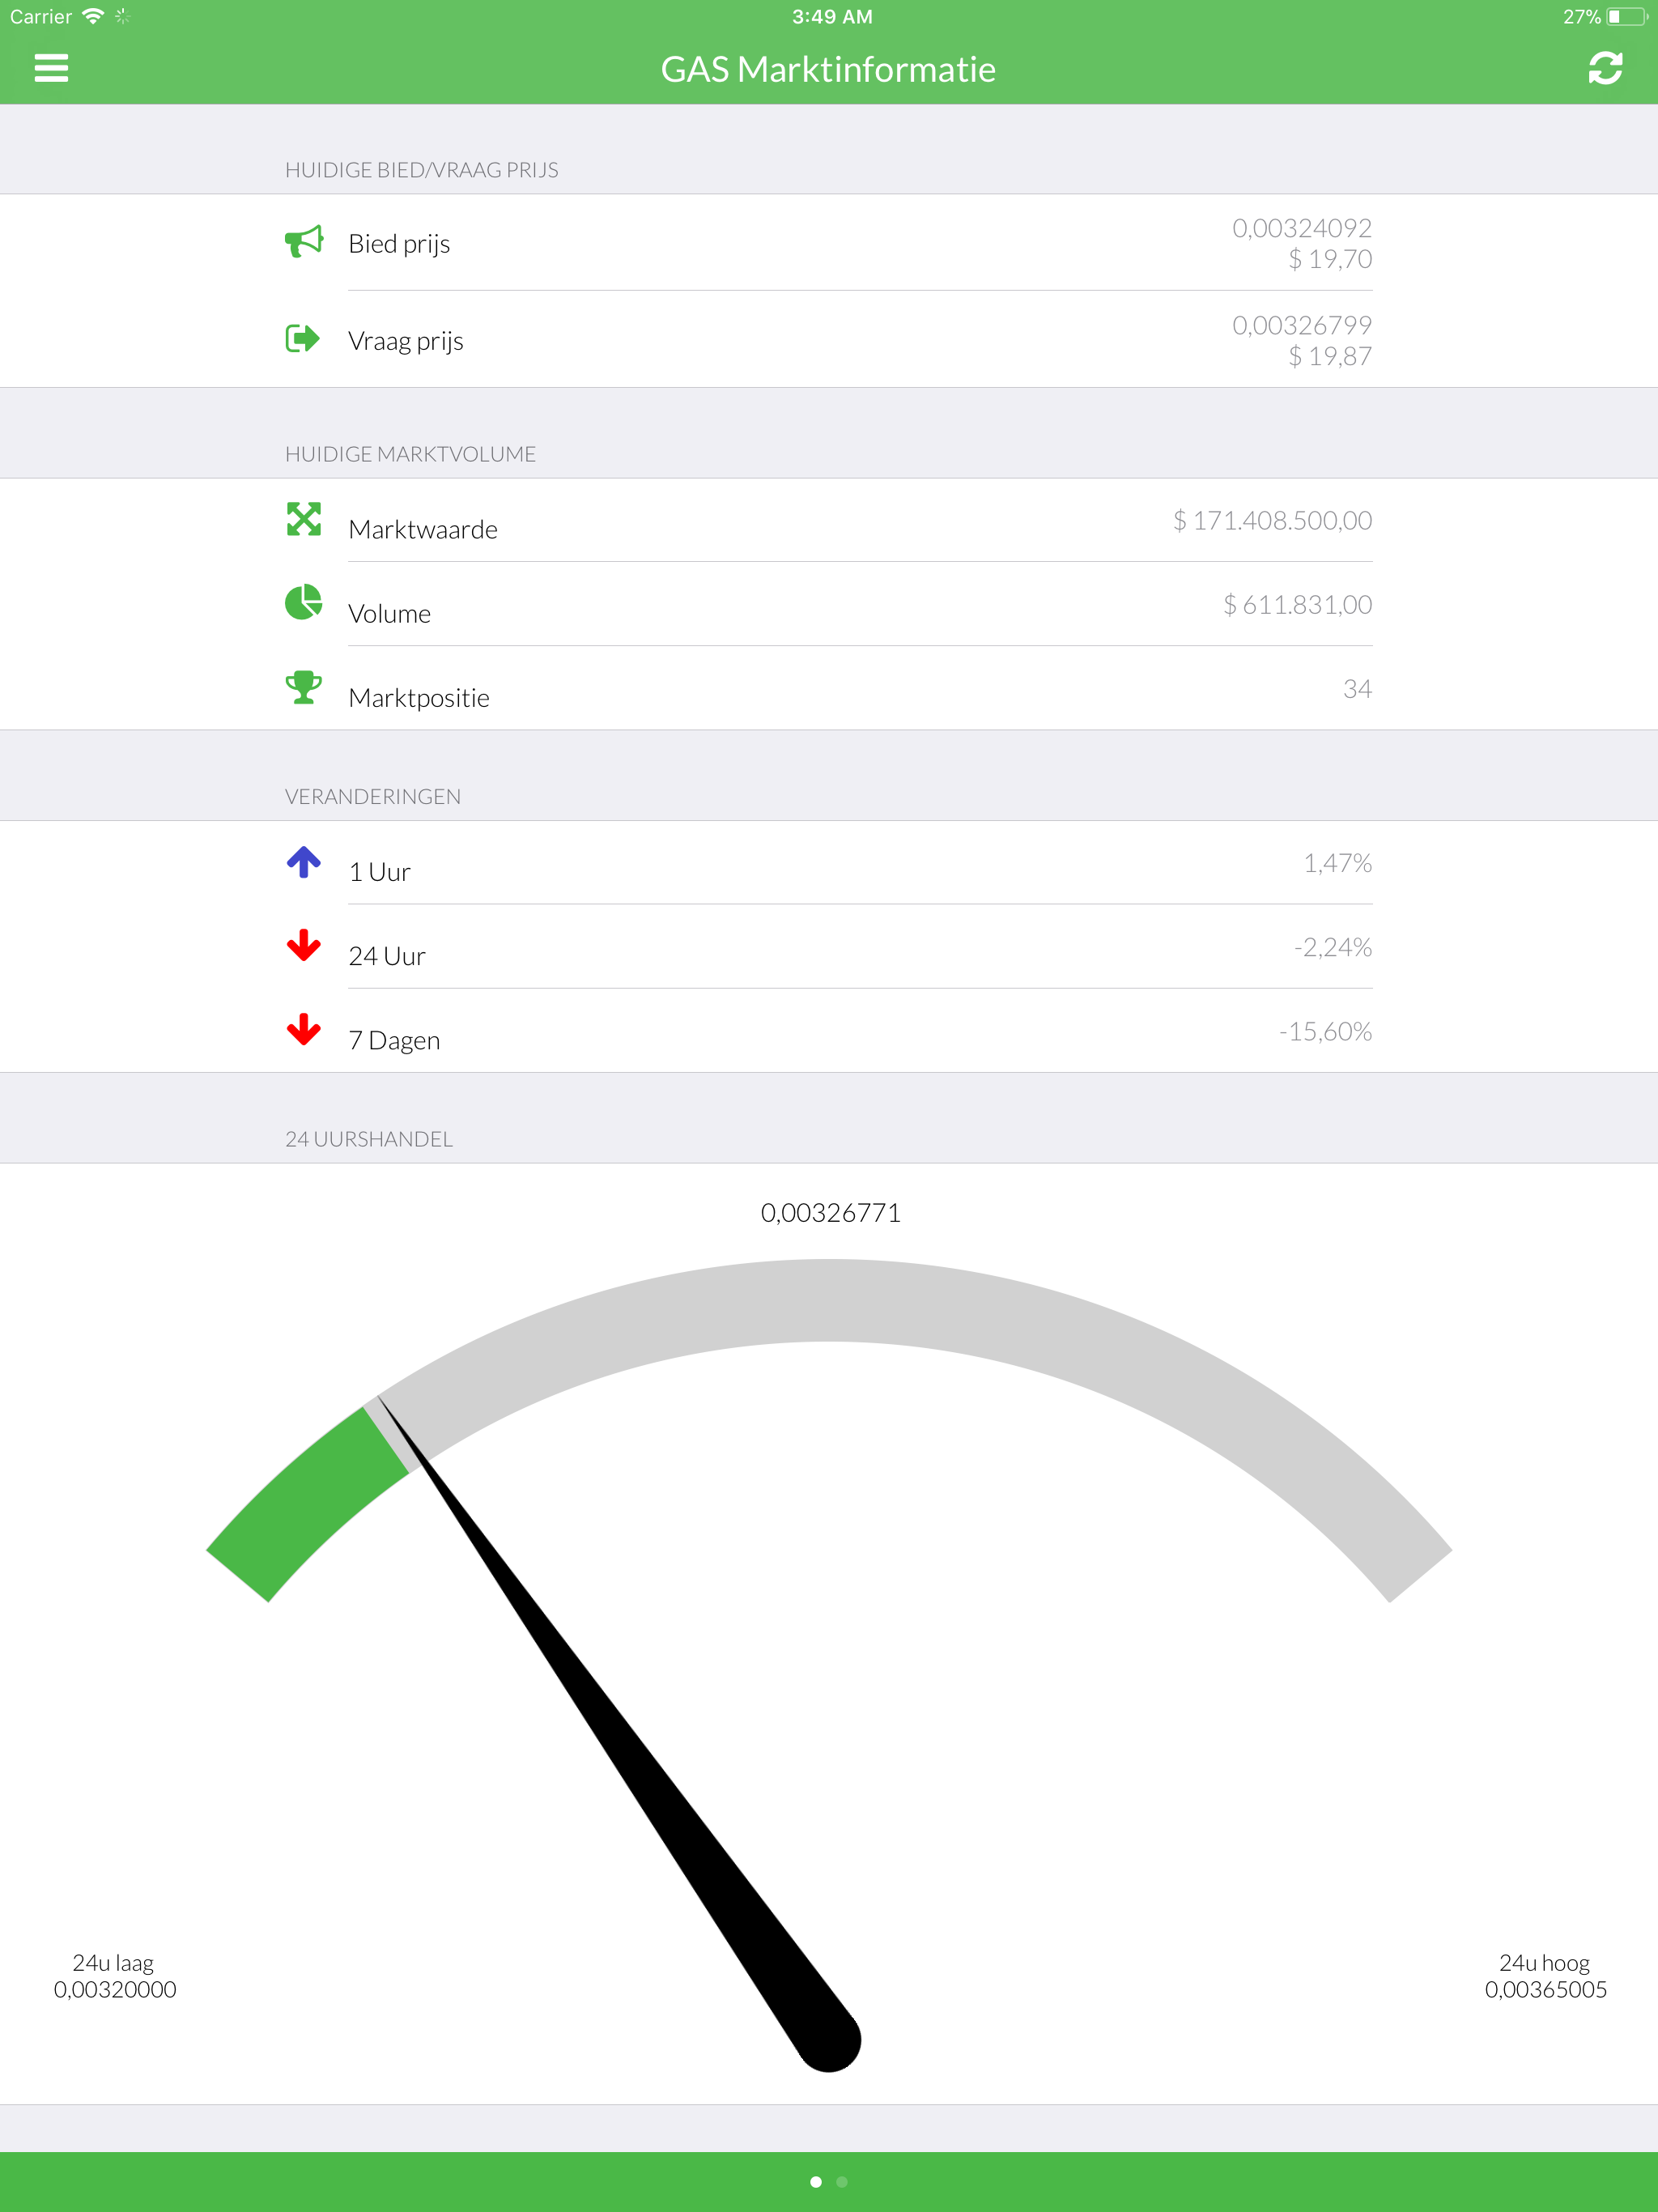 Carrier 3:49 AM 27%
GAS Marktinformatie
HUIDIGE BIED/VRAAG PRIJS
Bied prijs 0,00324092
$ 19,70
Vraag prijs 0,00326799
$ 19,87
HUIDIGE MARKTVOLUME
Marktwaarde $ 171.408.500,00
Volume $ 611.831,00
Marktpositie 34
VERANDERINGEN
1 Uur 1,47%
24 Uur -2,24%
7 Dagen -15,60%
24 UURSHANDEL
0,00326771
24u laag
0,00320000
24u hoog
0,00365005